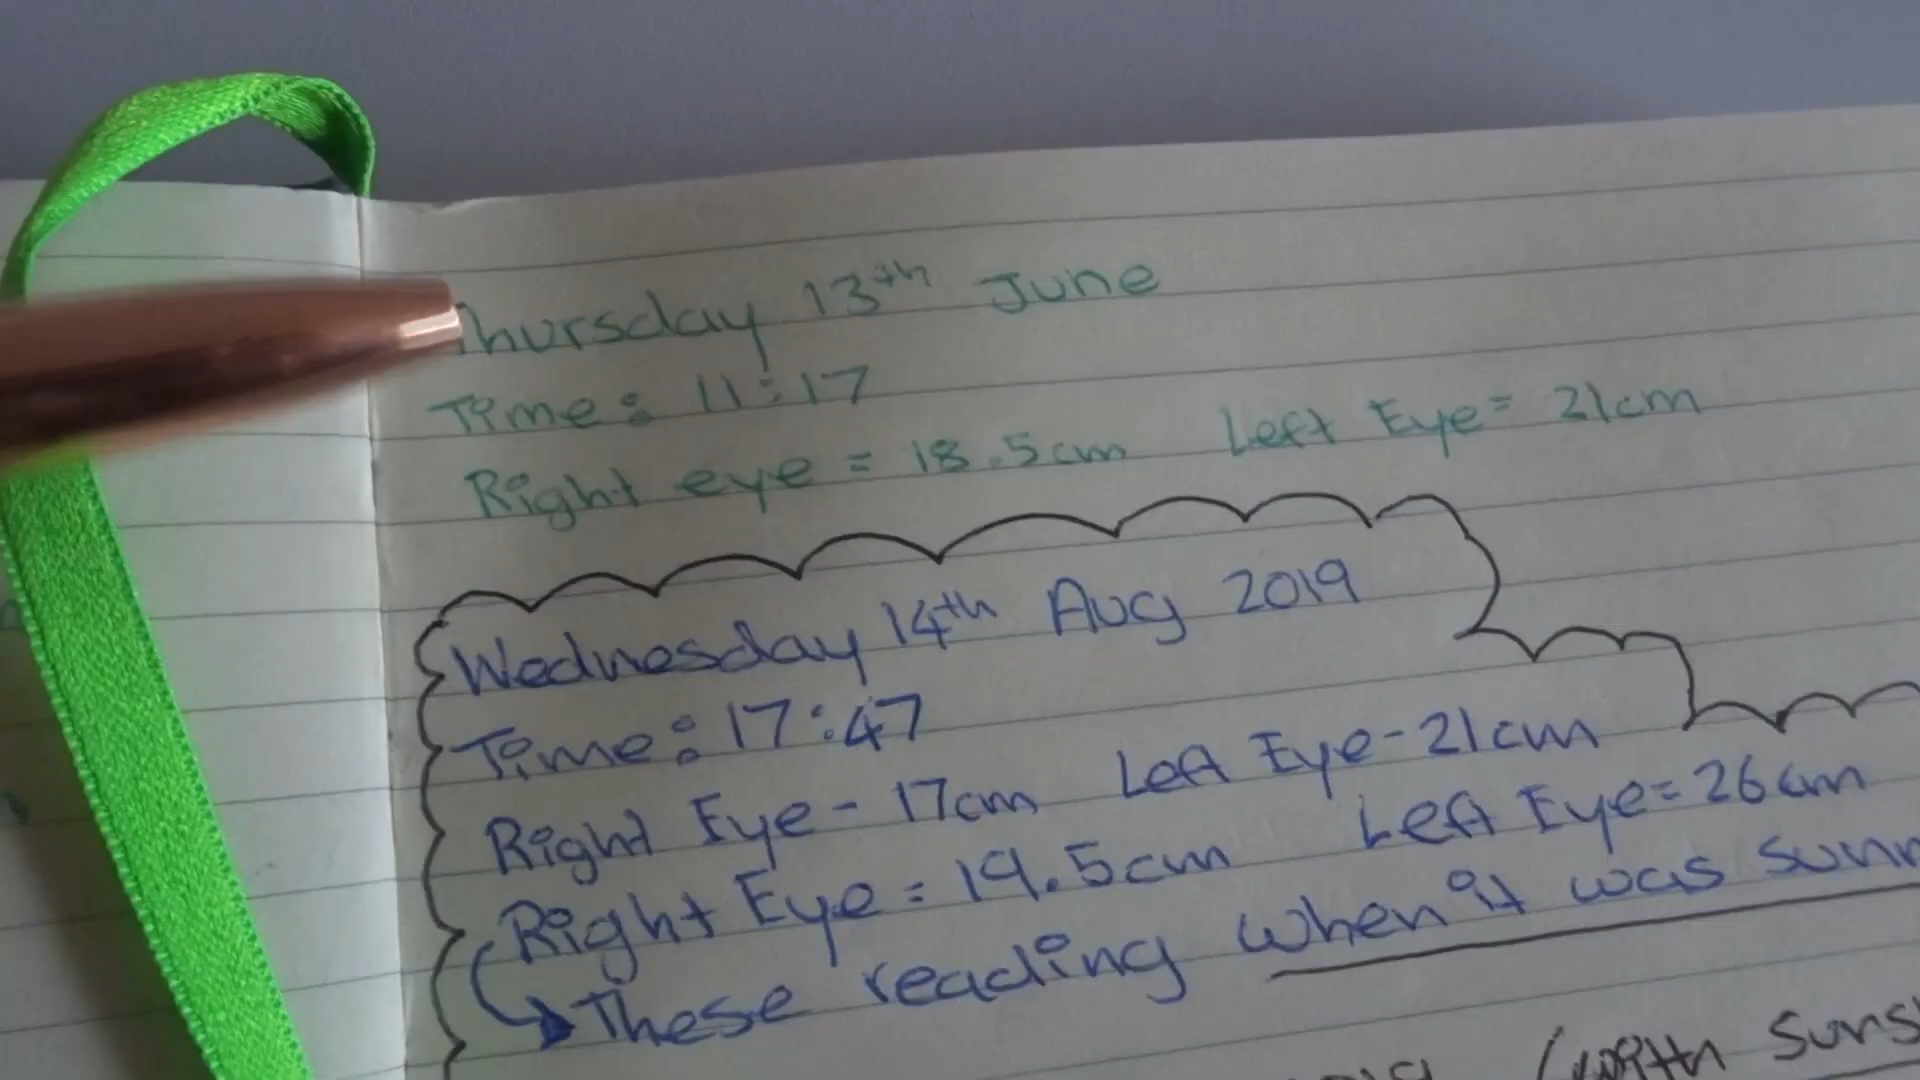 Thursday 13th June
Time: 11:17
Right eye = 18.5cm Left Eye = 21cm
Wednesday 14th Aug 2019
Time: 17:47
Right Eye - 17cm Left Eye - 21cm
Right Eye = 19.5cm Left Eye = 26cm
These reading when it was
(with